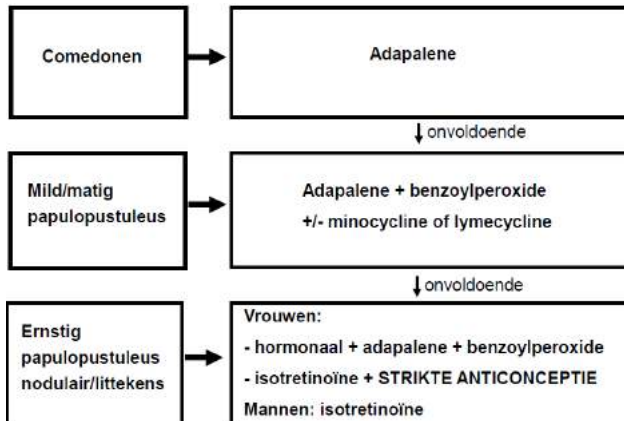 Comedonen
Adapalene
onvoldoende
Mild/matig
papulopustuleus
Adapalene + benzoylperoxide
+/- minocycline of lymecycline
onvoldoende
Ernstig
papulopustuleus
nodulair/littekens
Vrouwen:
- hormonaal + adapalene + benzoylperoxide
- isotretinoïne + STRIKTE ANTICONCEPTIE
Mannen: isotretinoïne